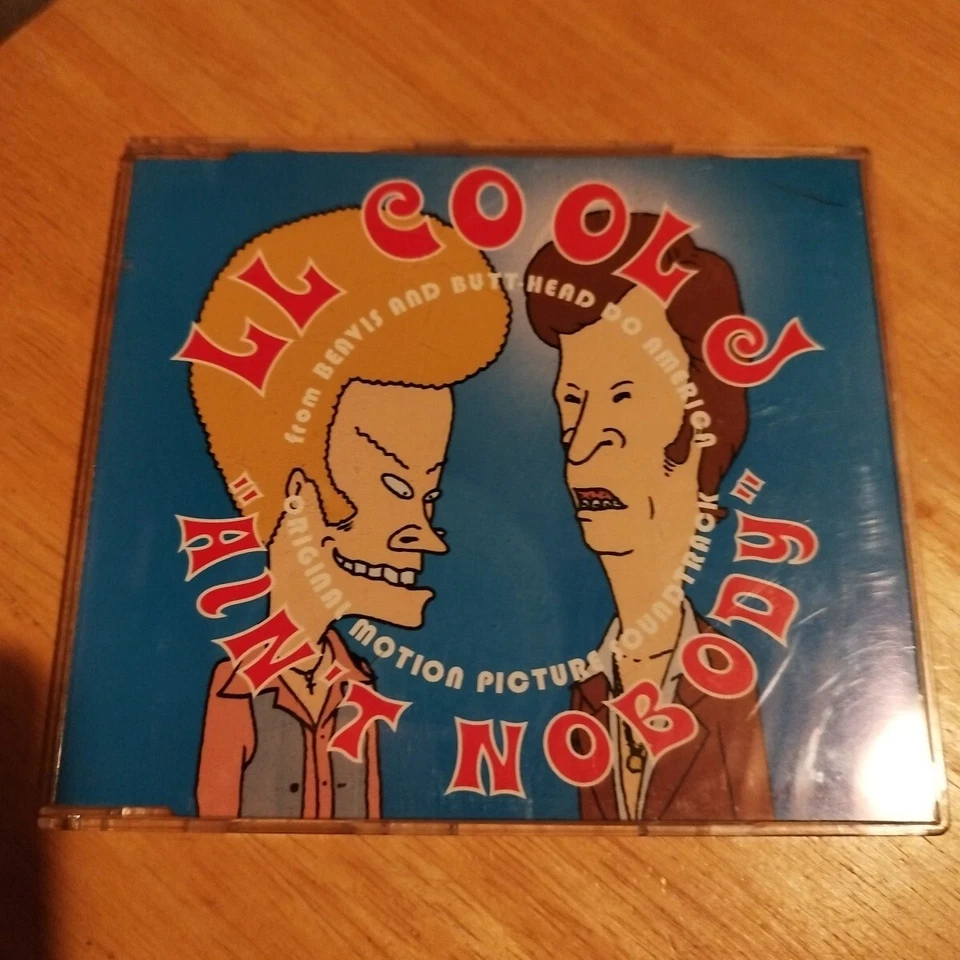 LL COOL J
from BEAVIS AND BUTT-HEAD DO AMERICA
ORIGINAL MOTION PICTURE SOUNDTRACK
"AIN'T NOBODY"